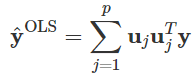 ŷ^OLS = ∑_{j=1}^{p} u_j u_j^T y